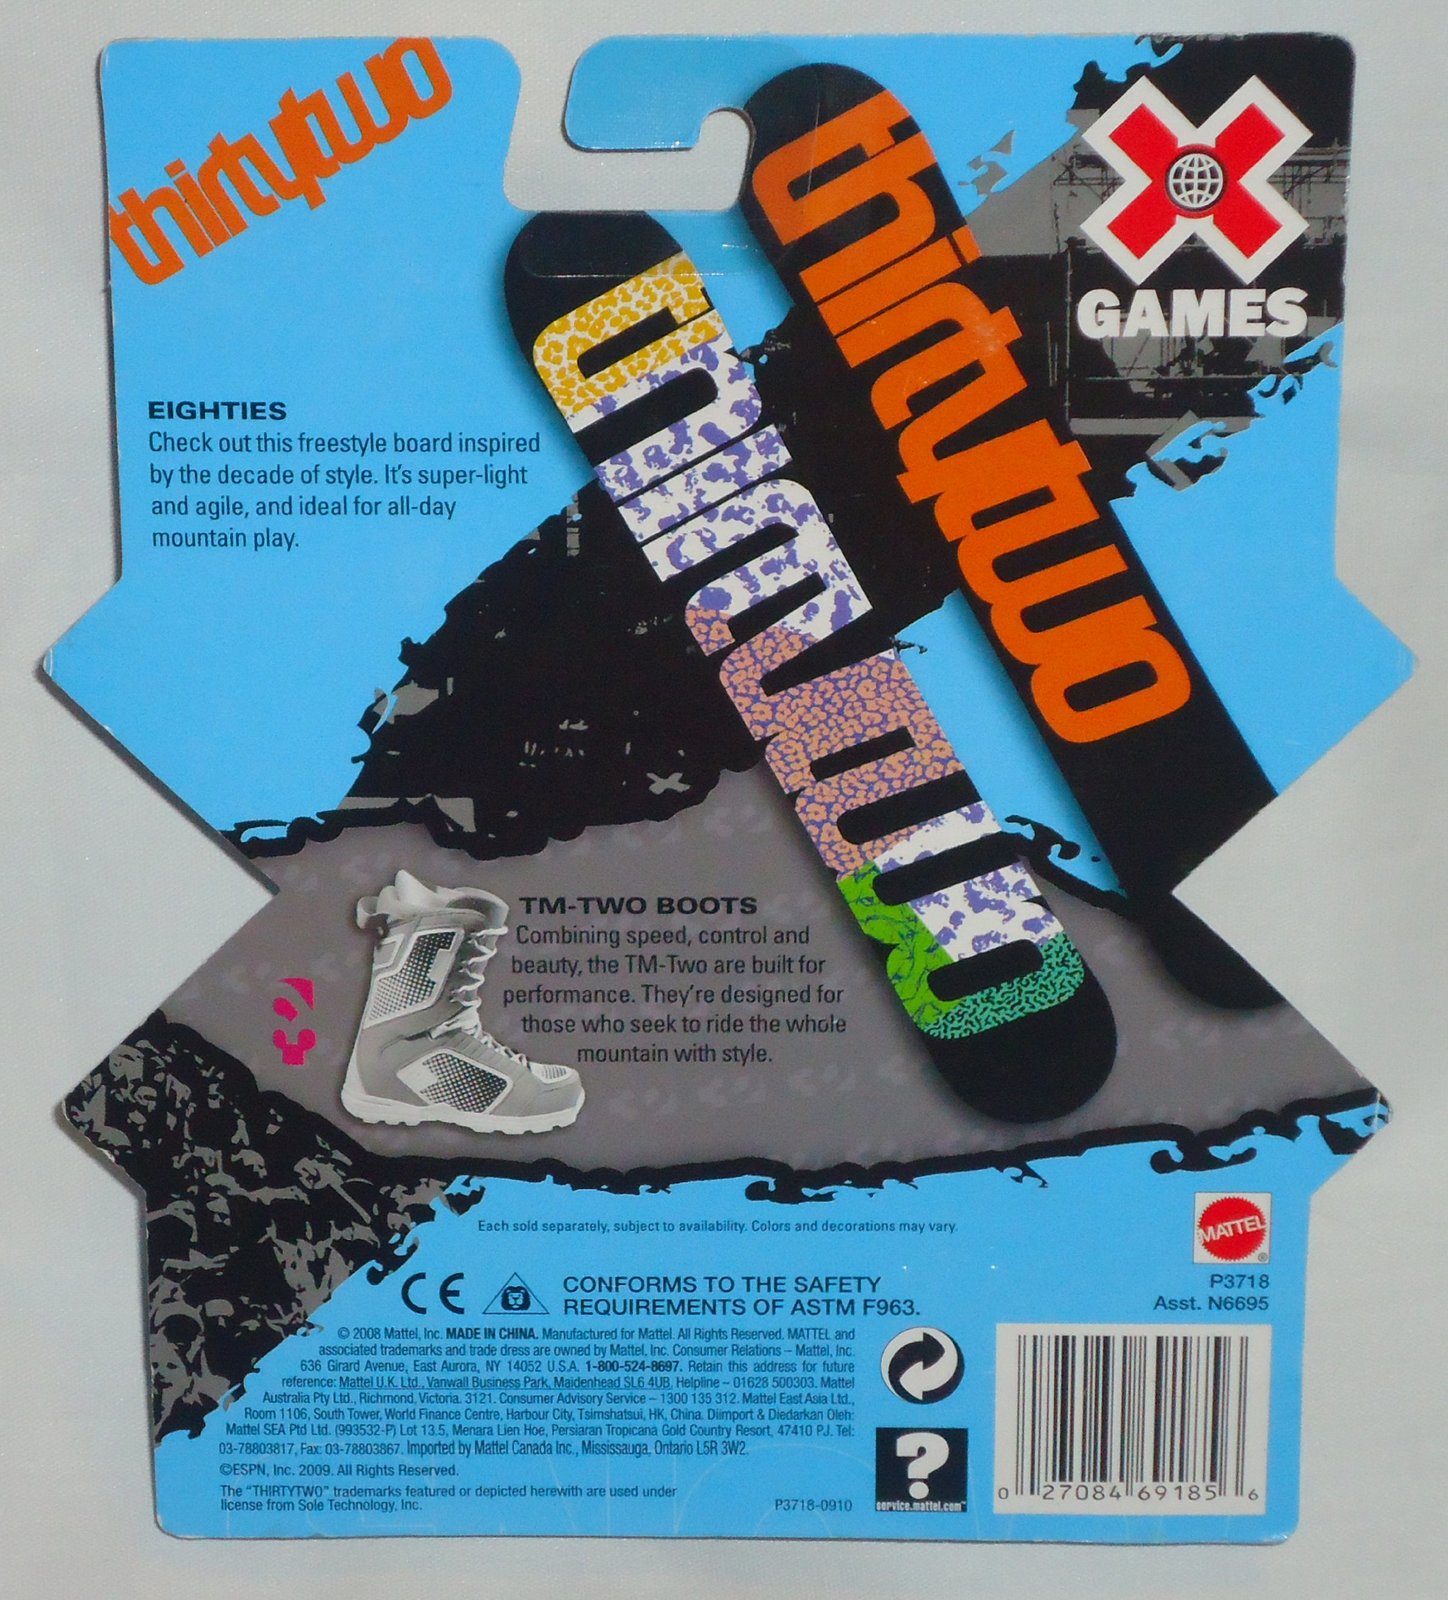 thirtytwo
thirtytwo
thirtytwo
X
GAMES
EIGHTIES
Check out this freestyle board inspired
by the decade of style. It's super-light
and agile, and ideal for all-day
mountain play.
TM-TWO BOOTS
Combining speed, control and
beauty, the TM-Two are built for
performance. They're designed for
those who seek to ride the whole
mountain with style.
Each sold separately, subject to availability. Colors and decorations may vary.
MATTEL
®
P3718
Asst. N6695
CE
CONFORMS TO THE SAFETY
REQUIREMENTS OF ASTM F963.
© 2008 Mattel, Inc. MADE IN CHINA. Manufactured for Mattel. All Rights Reserved. MATTEL and
associated trademarks and trade dress are owned by Mattel, Inc. Consumer Relations – Mattel, Inc.
636 Girard Avenue, East Aurora, NY 14052 U.S.A. 1-800-524-8697. Retain this address for future
reference: Mattel U.K. Ltd., Vanwall Business Park, Maidenhead SL6 4UB. Helpline – 01628 500303. Mattel
Australia Pty Ltd., Richmond, Victoria. 3121. Consumer Advisory Service – 1300 135 312. Mattel East Asia Ltd.,
Room 1106, South Tower, World Finance Centre, Harbour City, Tsimshatsui, HK, China. Diimport & Diedarkan Oleh:
Mattel SEA Ptd Ltd. (993532-P) Lot 13.5, Menara Lien Hoe, Persiaran Tropicana Gold Country Resort, 47410 PJ. Tel:
03-78803817, Fax: 03-78803867. Imported by Mattel Canada Inc., Mississauga, Ontario L5R 3W2.
©ESPN, Inc. 2009. All Rights Reserved.
The "THIRTYTWO" trademarks featured or depicted herewith are used under
license from Sole Technology, Inc.
P3718-0910
?
service.mattel.com™
0 27084 69185 6